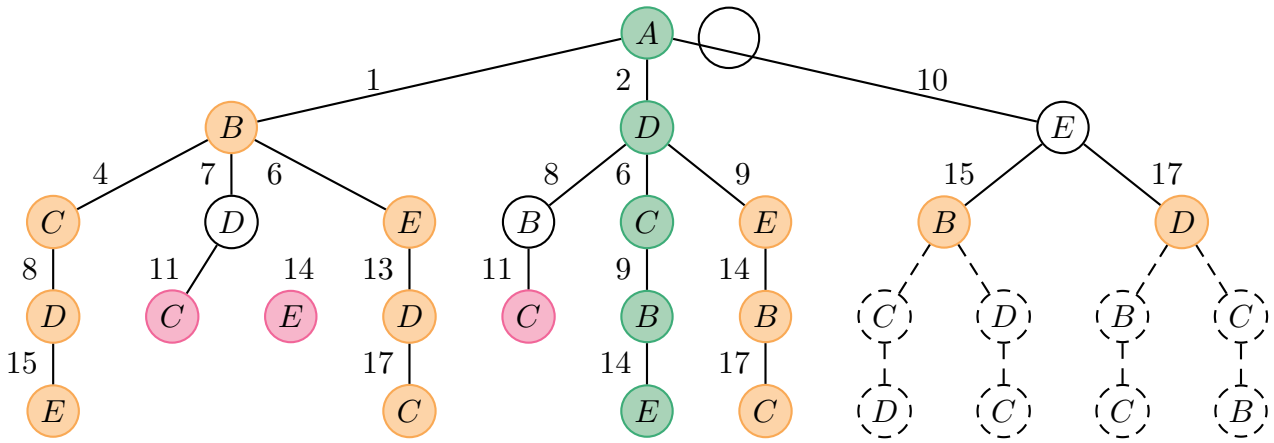 A
1 2 10
B D E
4 7 6 8 6 9 15 17
C D E B C E B D
8 11 14 13 11 9 14
D C E D C B B C D B C
15 17 14 17
E C E C D C C B